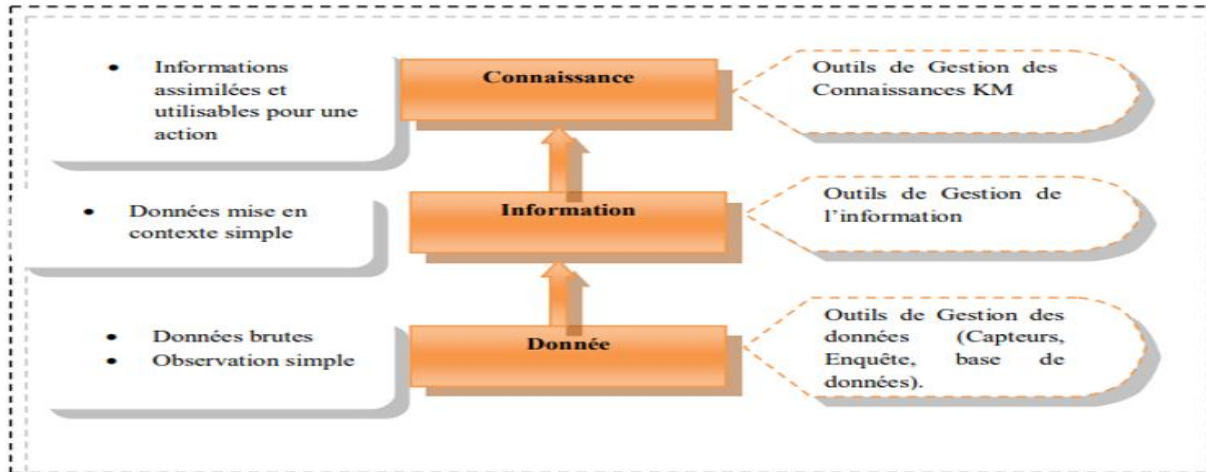 • Informations
assimilées et
utilisables pour une
action
Connaissance
Outils de Gestion des
Connaissances KM
• Données mise en
contexte simple
Information
Outils de Gestion de
l'information
• Données brutes
• Observation simple
Donnée
Outils de Gestion des
données (Capteurs,
Enquête, base de
données).